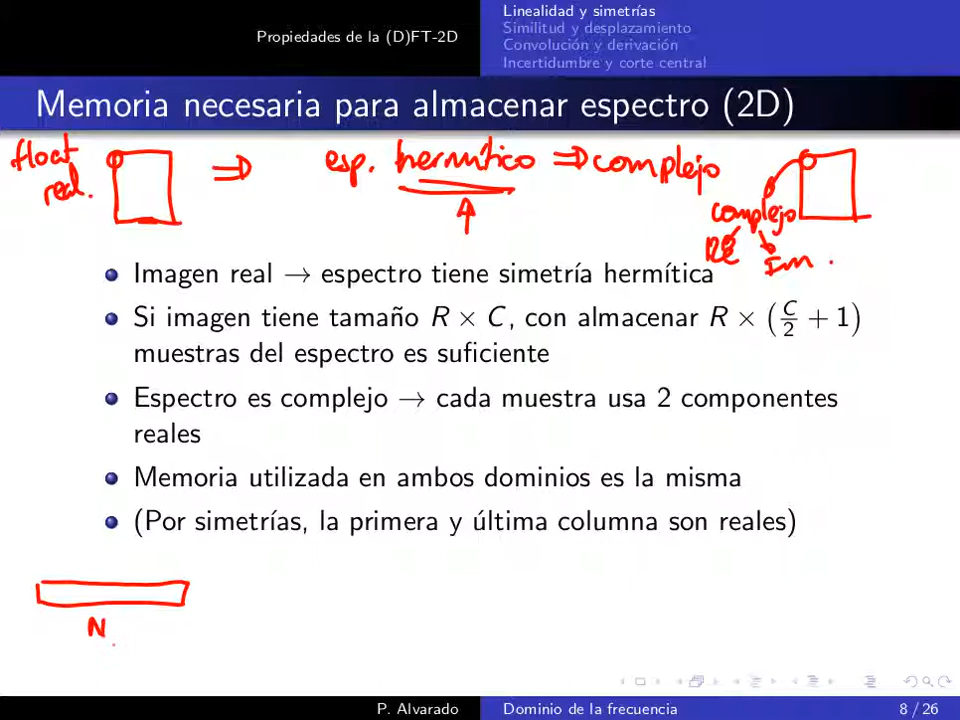 Propiedades de la (D)FT-2D
Linealidad y simetrías
Similitud y desplazamiento
Convolución y derivación
Incertidumbre y corte central
Memoria necesaria para almacenar espectro (2D)
float
real.
⇒ esp. hermítico ⇒ complejo
complejo
Re Im.
Imagen real → espectro tiene simetría hermítica
Si imagen tiene tamaño R × C, con almacenar R × (C/2 + 1)
muestras del espectro es suficiente
Espectro es complejo → cada muestra usa 2 componentes
reales
Memoria utilizada en ambos dominios es la misma
(Por simetrías, la primera y última columna son reales)
N
P. Alvarado
Dominio de la frecuencia
8 / 26